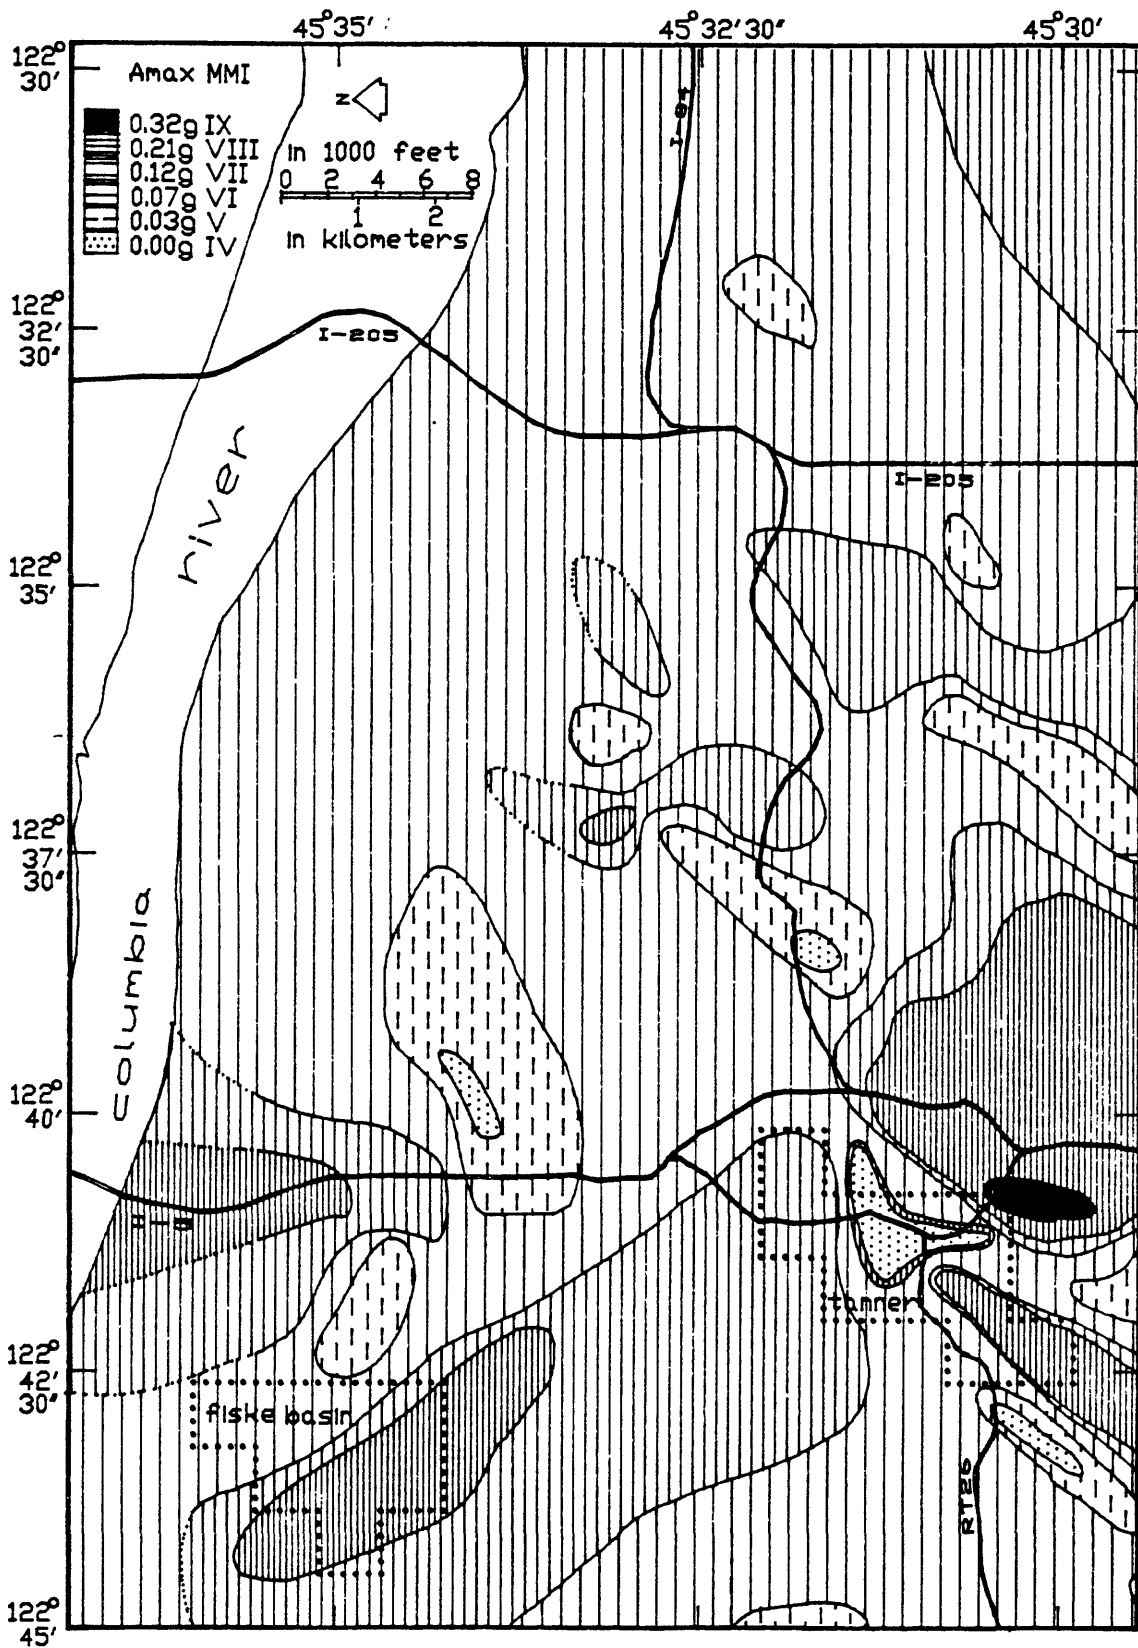 45°35′
45°32′30″
45°30′
122°
30′
Amax MMI
N
0.32g IX
0.21g VIII
0.12g VII
0.07g VI
0.03g V
0.00g IV
in 1000 feet
0 2 4 6 8
1 2
in kilometers
I-84
122°
32′
30″
I-205
river
I-205
122°
35′
122°
37′
30″
columbia
122°
40′
tanner
122°
42′
30″
fiske basin
RT26
122°
45′